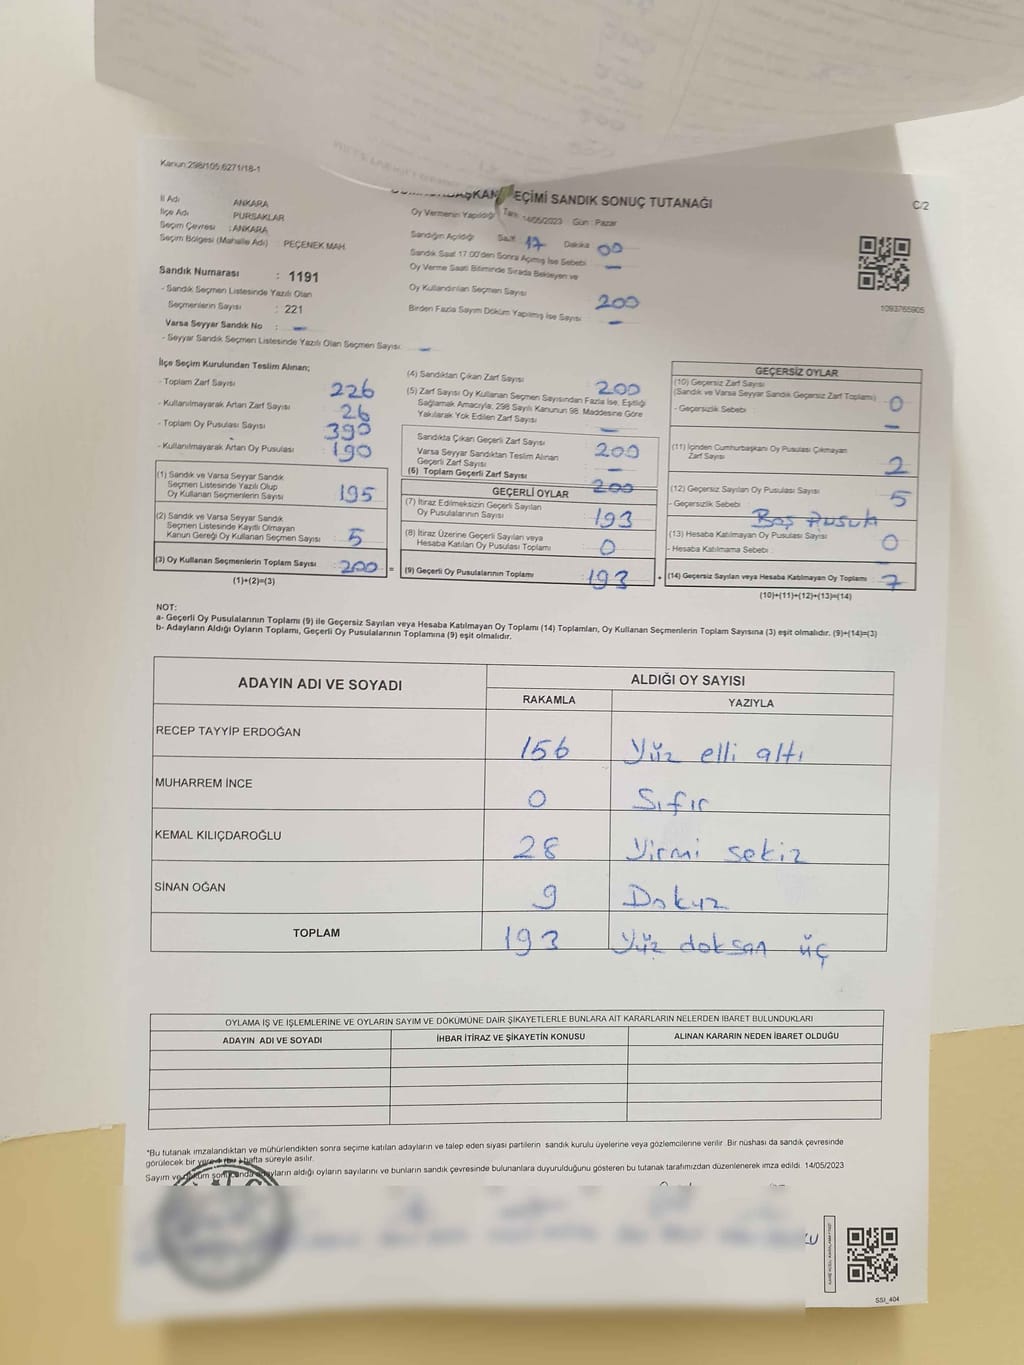 Kanun:298/105;6271/18-1
EÇİMİ SANDIK SONUÇ TUTANAĞI
C/2
İl Adı ANKARA
İlçe Adı PURSAKLAR
Seçim Çevresi : ANKARA
Seçim Bölgesi (Mahalle Adı) PEÇENEK MAH.
Oy Vermenin Yapıldığı Tarih 14/05/2023 Gün : Pazar
Sandığın Açıldığı Saat 17 Dakika 00
Sandık Saat 17.00'den Sonra Açılmış İse Sebebi –
Oy Verme Saati Bitiminde Sırada Bekleyen ve
Oy Kullandırılan Seçmen Sayısı 200
Birden Fazla Sayım Döküm Yapılmış İse Sayısı –
1093765905
Sandık Numarası : 1191
- Sandık Seçmen Listesinde Yazılı Olan
Seçmenlerin Sayısı : 221
Varsa Seyyar Sandık No : –
- Seyyar Sandık Seçmen Listesinde Yazılı Olan Seçmen Sayısı: –
İlçe Seçim Kurulundan Teslim Alınan;
- Toplam Zarf Sayısı 226
- Kullanılmayarak Artan Zarf Sayısı 26
- Toplam Oy Pusulası Sayısı 390
- Kullanılmayarak Artan Oy Pusulası 190
(1) Sandık ve Varsa Seyyar Sandık
Seçmen Listesinde Yazılı Olup
Oy Kullanan Seçmenlerin Sayısı 195
(2) Sandık ve Varsa Seyyar Sandık
Seçmen Listesinde Kayıtlı Olmayan
Kanun Gereği Oy Kullanan Seçmen Sayısı 5
(3) Oy Kullanan Seçmenlerin Toplam Sayısı : 200 =
(1)+(2)=(3)
(4) Sandıktan Çıkan Zarf Sayısı 200
(5) Zarf Sayısı Oy Kullanan Seçmen Sayısından Fazla İse, Eşitliği
Sağlamak Amacıyla, 298 Sayılı Kanunun 98. Maddesine Göre
Yakılarak Yok Edilen Zarf Sayısı –
Sandıkta Çıkan Geçerli Zarf Sayısı 200
Varsa Seyyar Sandıktan Teslim Alınan
Geçerli Zarf Sayısı –
(6) Toplam Geçerli Zarf Sayısı 200
GEÇERLİ OYLAR
(7) İtiraz Edilmeksizin Geçerli Sayılan
Oy Pusulalarının Sayısı 193
(8) İtiraz Üzerine Geçerli Sayılan veya
Hesaba Katılan Oy Pusulası Toplamı 0
(9) Geçerli Oy Pusulalarının Toplamı 193 +
GEÇERSİZ OYLAR
(10) Geçersiz Zarf Sayısı
(Sandık ve Varsa Seyyar Sandık Geçersiz Zarf Toplamı) 0
- Geçersizlik Sebebi : –
(11) İçinden Cumhurbaşkanı Oy Pusulası Çıkmayan
Zarf Sayısı 2
(12) Geçersiz Sayılan Oy Pusulası Sayısı 5
- Geçersizlik Sebebi : Boş Pusula
(13) Hesaba Katılmayan Oy Pusulası Sayısı 0
- Hesaba Katılmama Sebebi : –
(14) Geçersiz Sayılan veya Hesaba Katılmayan Oy Toplamı 7
(10)+(11)+(12)+(13)=(14)
NOT:
a- Geçerli Oy Pusulalarının Toplamı (9) ile Geçersiz Sayılan veya Hesaba Katılmayan Oy Toplamı (14) Toplamları, Oy Kullanan Seçmenlerin Toplam Sayısına (3) eşit olmalıdır. (9)+(14)=(3)
b- Adayların Aldığı Oyların Toplamı, Geçerli Oy Pusulalarının Toplamına (9) eşit olmalıdır.
ADAYIN ADI VE SOYADI ALDIĞI OY SAYISI
RAKAMLA YAZIYLA
RECEP TAYYİP ERDOĞAN 156 Yüz elli altı
MUHARREM İNCE 0 Sıfır
KEMAL KILIÇDAROĞLU 28 Yirmi sekiz
SİNAN OĞAN 9 Dokuz
TOPLAM 193 Yüz doksan üç
OYLAMA İŞ VE İŞLEMLERİNE VE OYLARIN SAYIM VE DÖKÜMÜNE DAİR ŞİKAYETLERLE BUNLARA AİT KARARLARIN NELERDEN İBARET BULUNDUKLARI
ADAYIN ADI VE SOYADI İHBAR İTİRAZ VE ŞİKAYETİN KONUSU ALINAN KARARIN NEDEN İBARET OLDUĞU
*Bu tutanak imzalandıktan ve mühürlendikten sonra seçime katılan adayların ve talep eden siyasi partilerin sandık kurulu üyelerine veya gözlemcilerine verilir. Bir nüshası da sandık çevresinde
görülecek bir yere 1 (bir) hafta süreyle asılır.
Sayım ve döküm sonucunda adayların aldığı oyların sayılarını ve bunların sandık çevresinde bulunanlara duyurulduğunu gösteren bu tutanak tarafımızdan düzenlenerek imza edildi. 14/05/2023
SSI_404